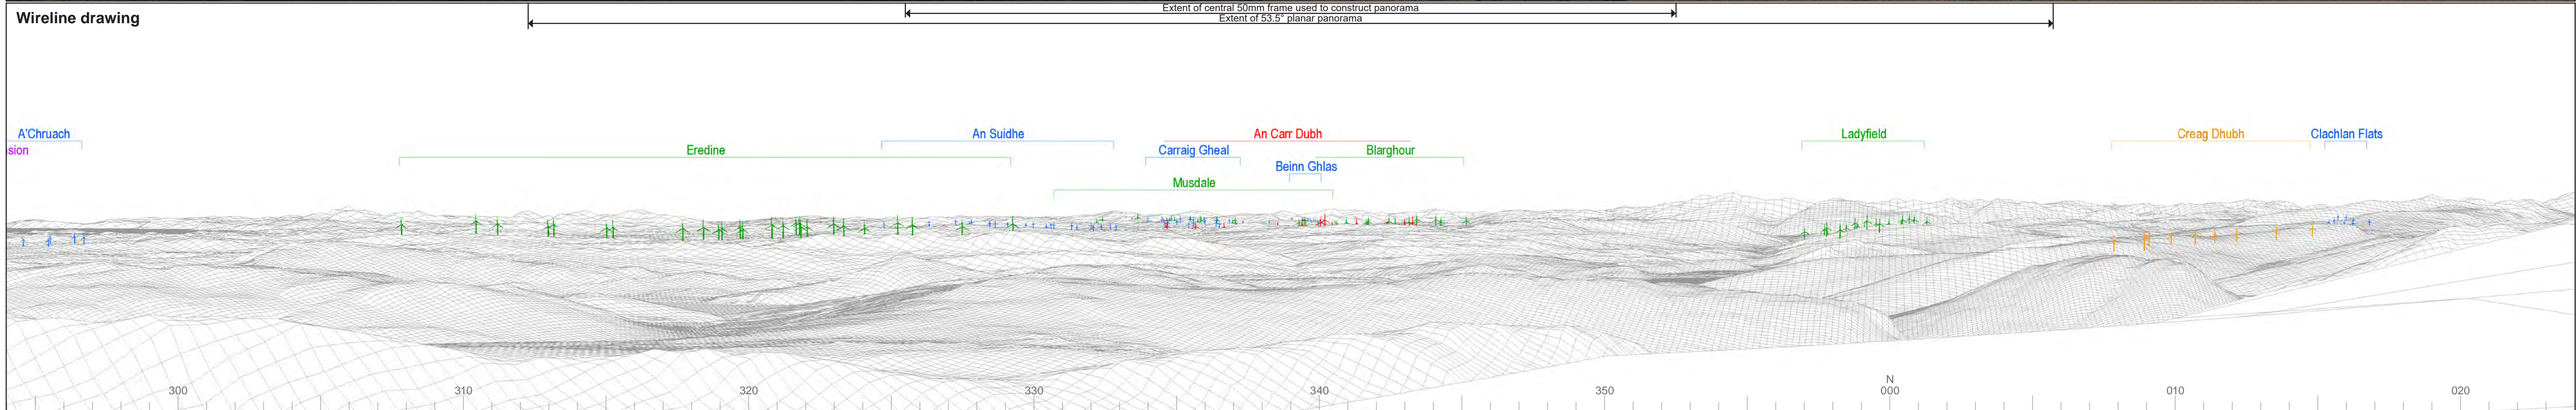 Wireline drawing
Extent of central 50mm frame used to construct panorama
Extent of 53.5° planar panorama
A'Chruach
An Suidhe
An Carr Dubh
Ladyfield
Creag Dhubh
Clachlan Flats
sion
Eredine
Carraig Gheal
Blarghour
Beinn Ghlas
Musdale
N
300
310
320
330
340
350
000
010
020